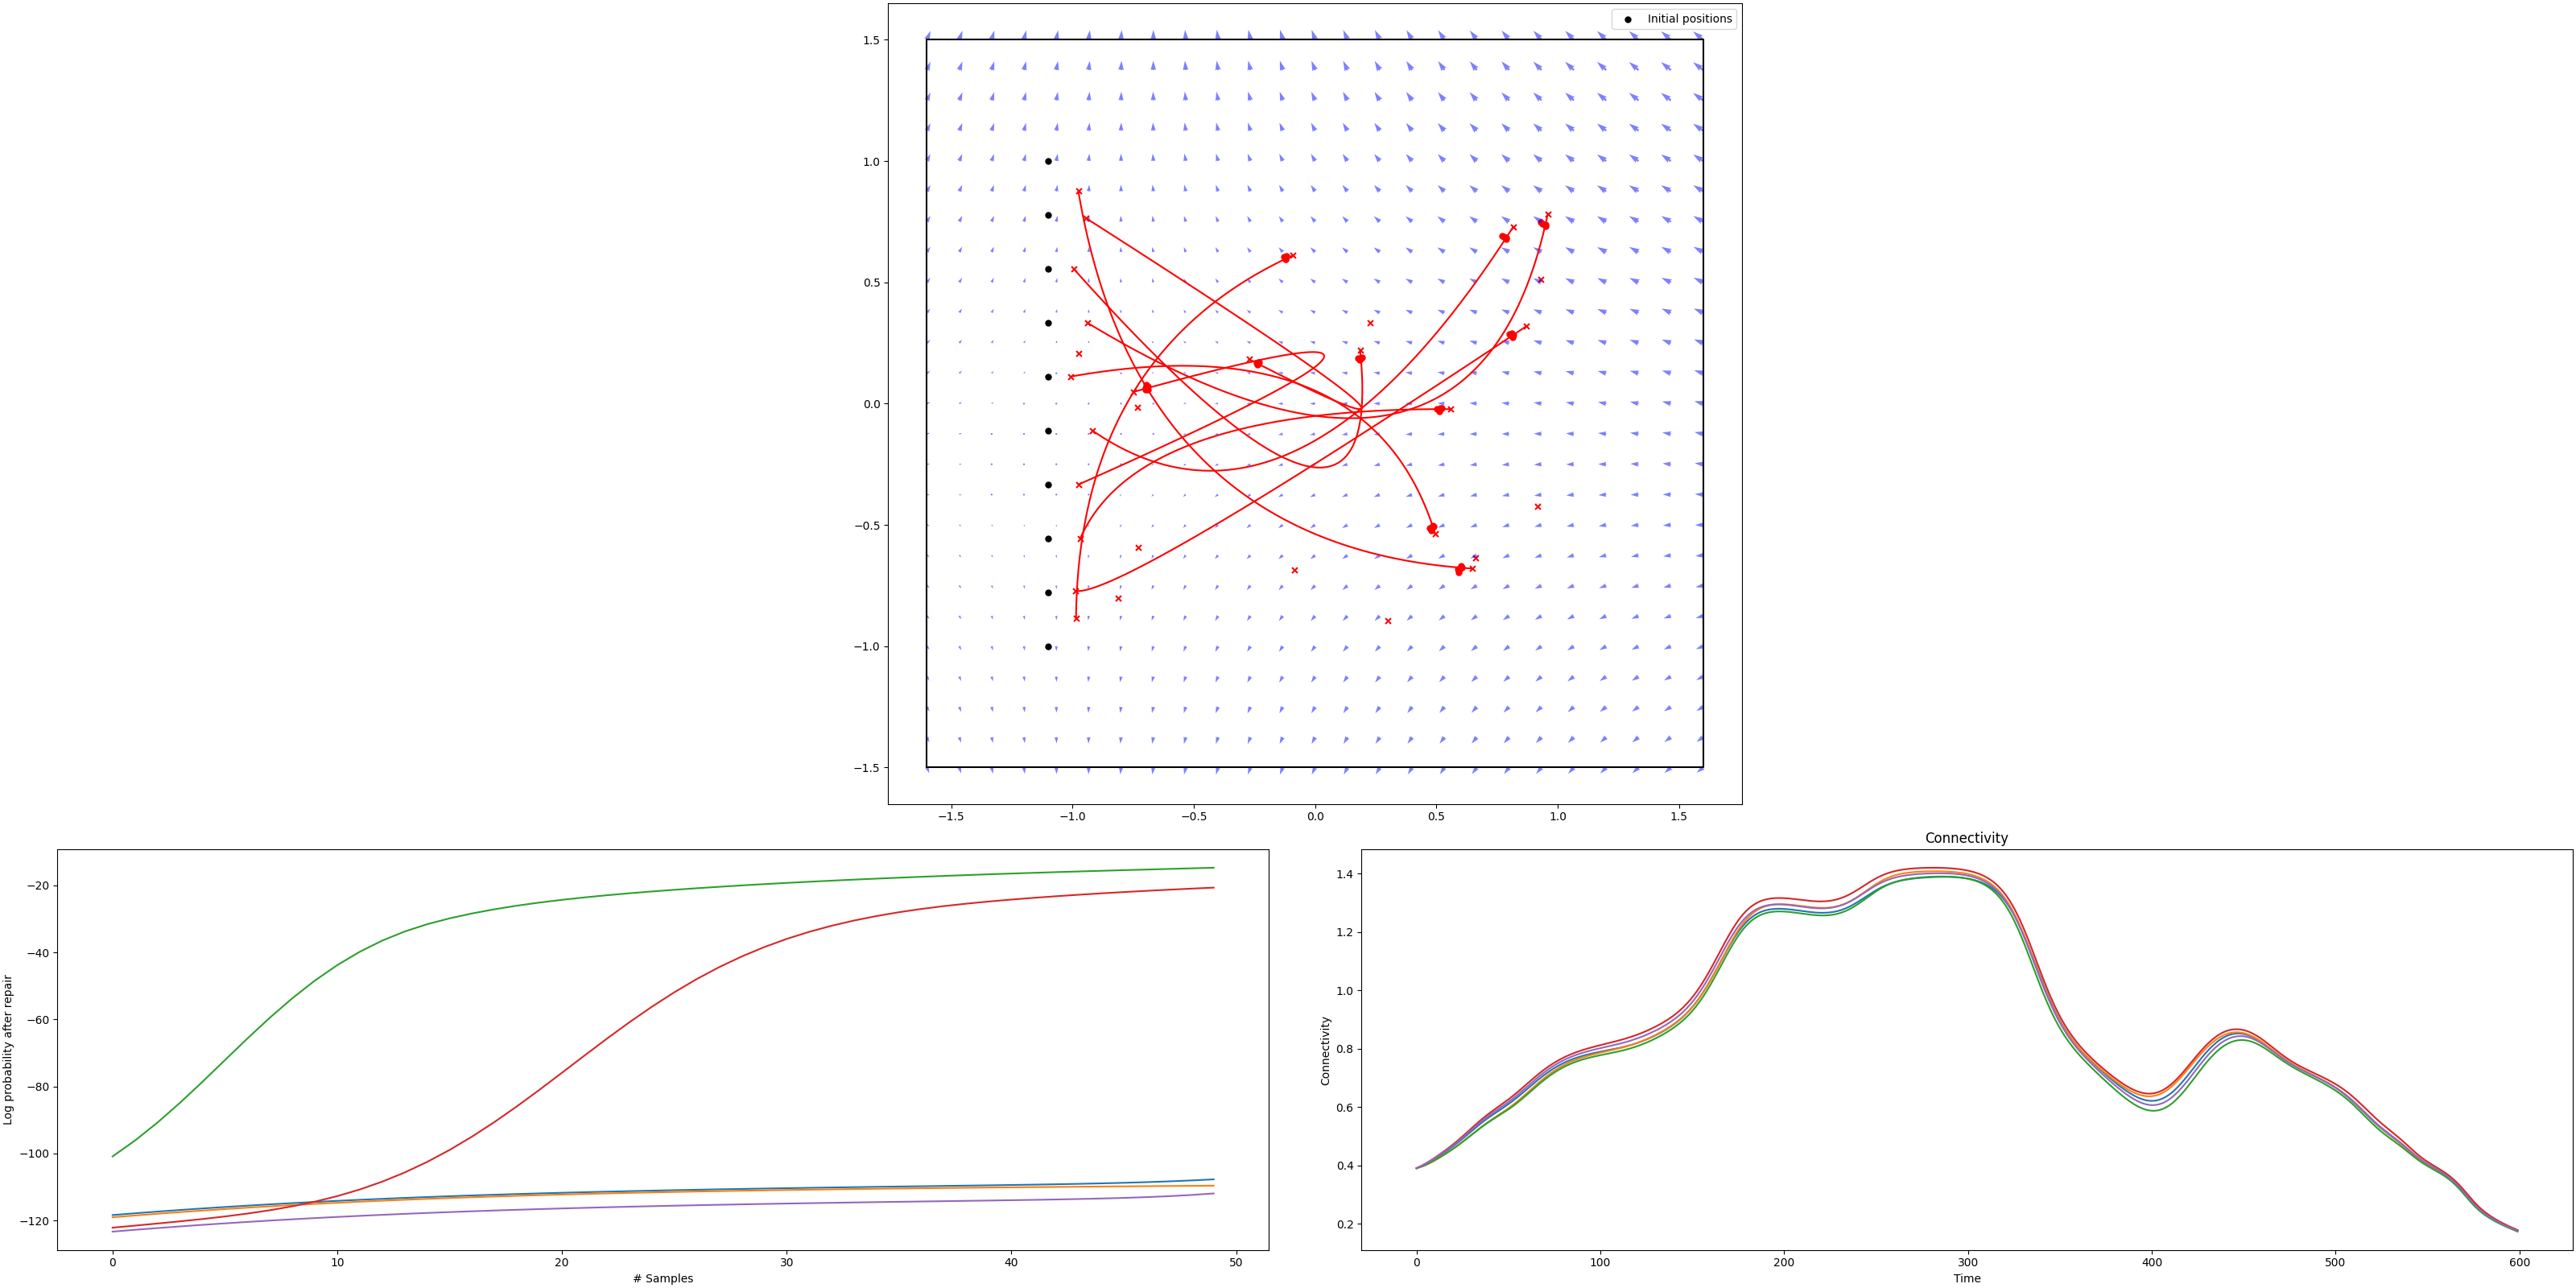 Initial positions
1.5
1.0
0.5
0.0
−0.5
−1.0
−1.5
−1.5 −1.0 −0.5 0.0 0.5 1.0 1.5
Log probability after repair
−20
−40
−60
−80
−100
−120
0 10 20 30 40 50
# Samples
Connectivity
Connectivity
1.4
1.2
1.0
0.8
0.6
0.4
0.2
0 100 200 300 400 500 600
Time